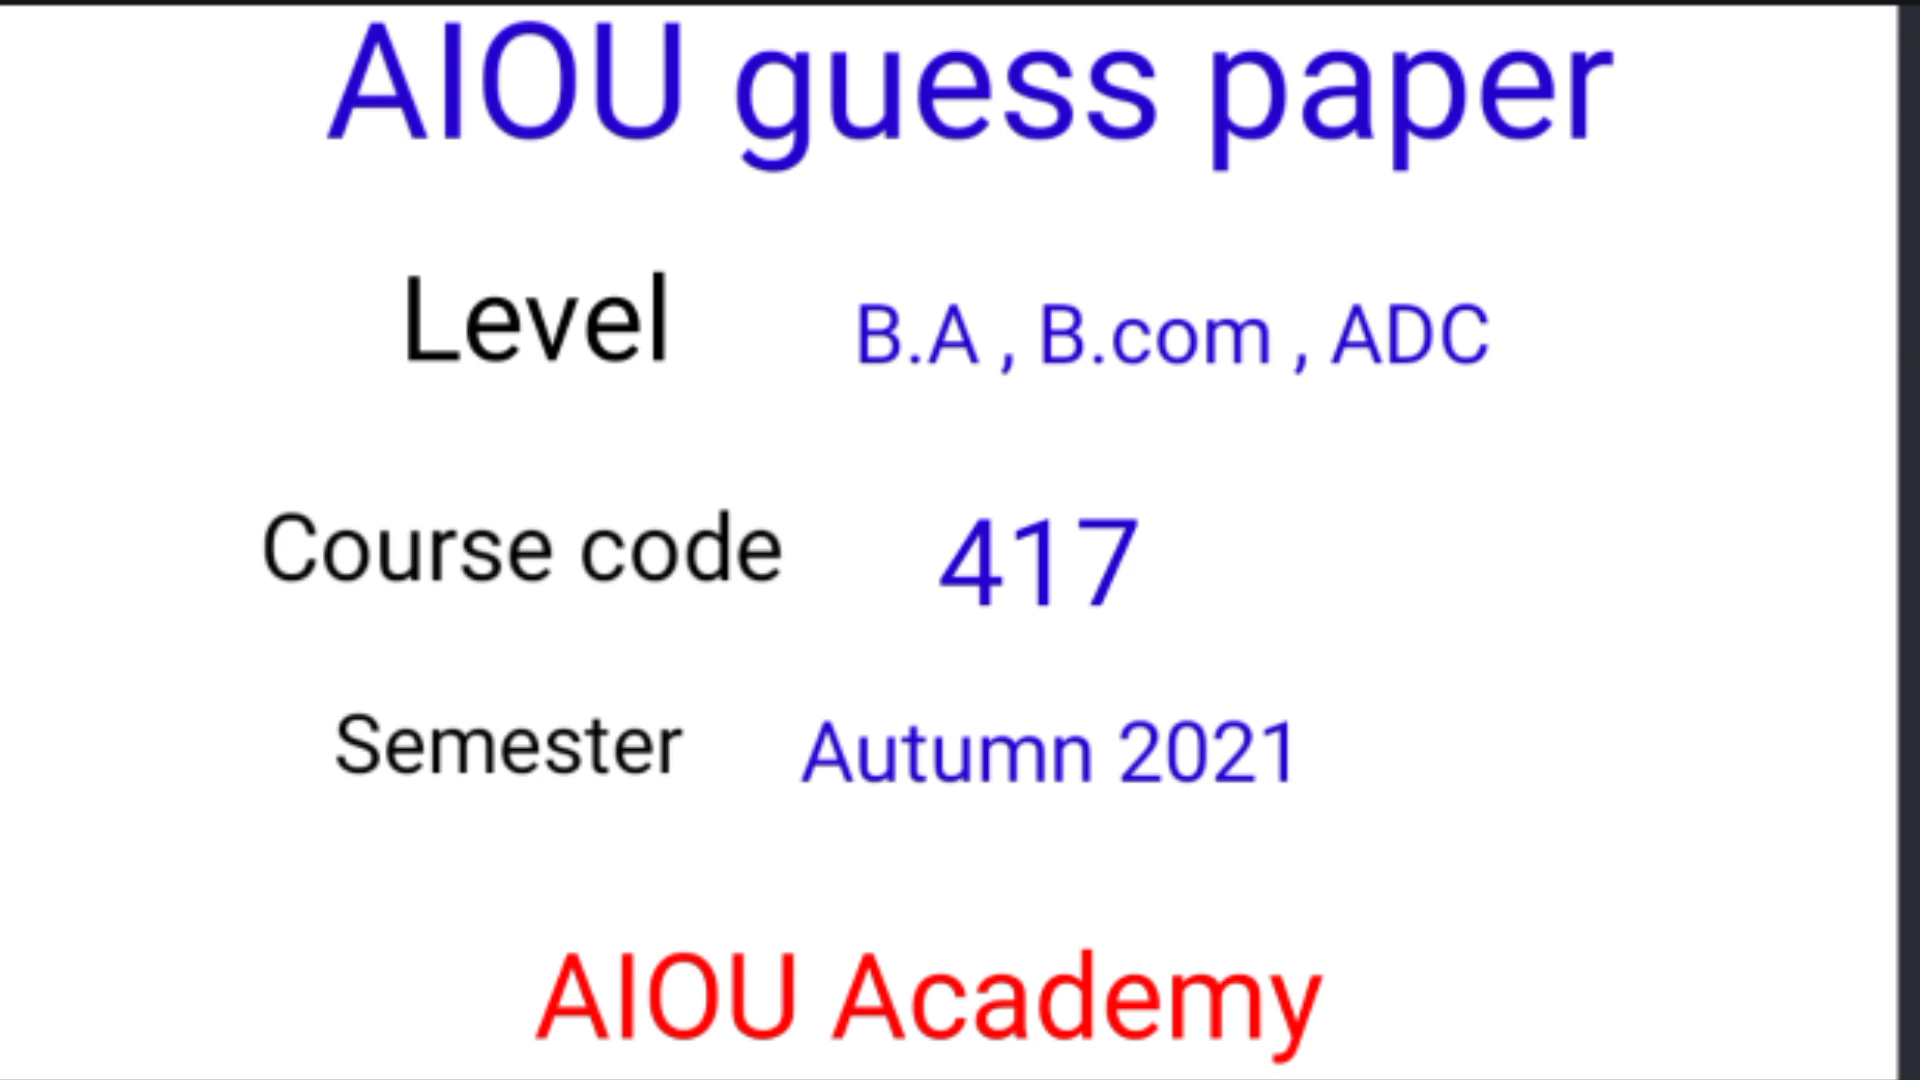 AIOU guess paper
Level B.A , B.com , ADC
Course code 417
Semester Autumn 2021
AIOU Academy